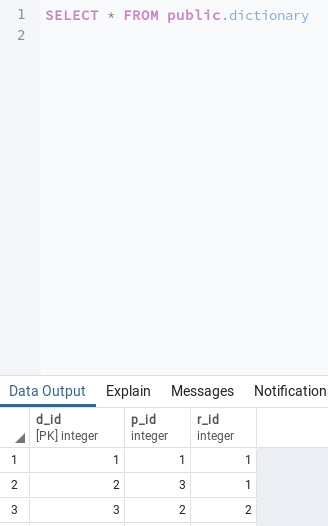 1 SELECT * FROM public.dictionary
2
Data Output Explain Messages Notification
d_id p_id r_id
[PK] integer integer integer
1 1 1 1
2 2 3 1
3 3 2 2